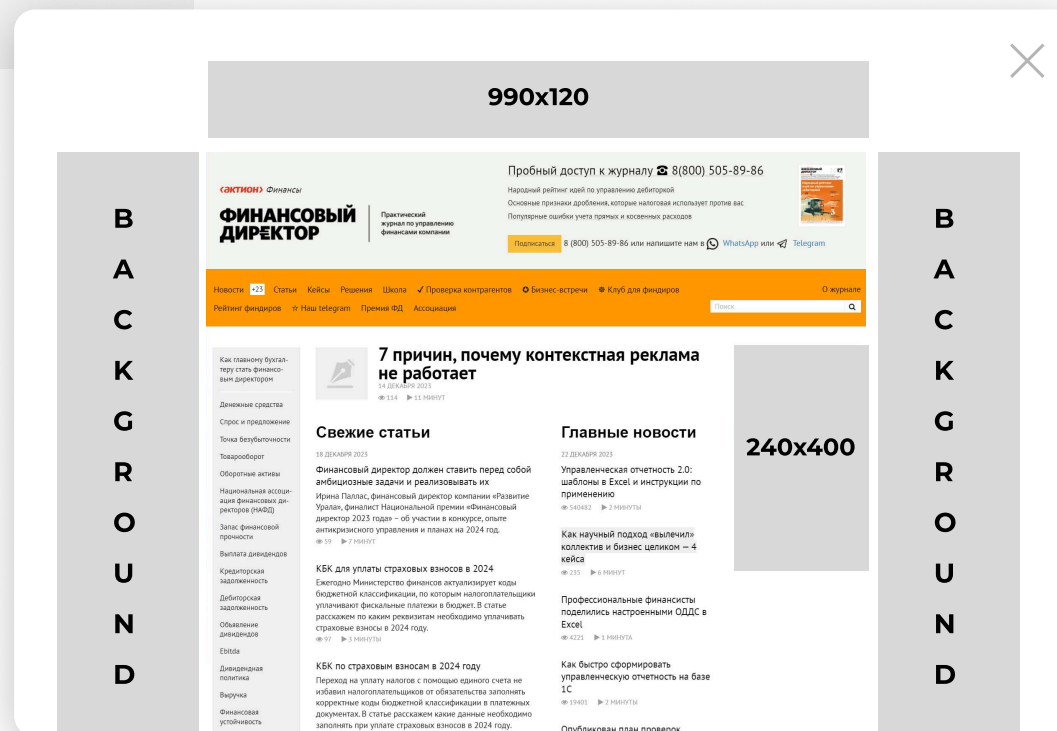 990x120
B
A
C
K
G
R
O
U
N
D
‹актион› Финансы
ФИНАНСОВЫЙ
ДИРЕКТОР
Практический
журнал по управлению
финансами компании
Пробный доступ к журналу ☎ 8(800) 505-89-86
Народный рейтинг идей по управлению дебиторкой
Основные признаки дробления, которые налоговая использует против вас
Популярные ошибки учета прямых и косвенных расходов
Подписаться 8 (800) 505-89-86 или напишите нам в WhatsApp или Telegram
Новости +23 Статьи Кейсы Решения Школа ✓ Проверка контрагентов ✪ Бизнес-встречи Клуб для финдиров О журнале
Рейтинг финдиров ☆ Наш telegram Премия ФД Ассоциация
Поиск
Как главному бухгал-
теру стать финансо-
вым директором
Денежные средства
Спрос и предложение
Точка безубыточности
Товарооборот
Оборотные активы
Национальная ассоци-
ация финансовых ди-
ректоров (НАФД)
Запас финансовой
прочности
Выплата дивидендов
Кредиторская
задолженность
Дебиторская
задолженность
Объявление
дивидендов
Ebitda
Дивидендная
политика
Выручка
Финансовая
устойчивость
7 причин, почему контекстная реклама
не работает
14 ДЕКАБРЯ 2023
114 ▶ 11 МИНУТ
Свежие статьи
18 ДЕКАБРЯ 2023
Финансовый директор должен ставить перед собой
амбициозные задачи и реализовывать их
Ирина Паллас, финансовый директор компании «Развитие
Урала», финалист Национальной премии «Финансовый
директор 2023 года» – об участии в конкурсе, опыте
антикризисного управления и планах на 2024 год.
59 ▶ 7 МИНУТ
КБК для уплаты страховых взносов в 2024
Ежегодно Министерство финансов актуализирует коды
бюджетной классификации, по которым налогоплательщики
уплачивают фискальные платежи в бюджет. В статье
расскажем по каким реквизитам необходимо уплачивать
страховые взносы в 2024 году.
97 ▶ 3 МИНУТЫ
КБК по страховым взносам в 2024 году
Переход на уплату налогов с помощью единого счета не
избавил налогоплательщиков от обязательства заполнять
корректные коды бюджетной классификации в платежных
документах. В статье расскажем какие данные необходимо
заполнять при уплате страховых взносов в 2024 году.
Главные новости
22 ДЕКАБРЯ 2023
Управленческая отчетность 2.0:
шаблоны в Excel и инструкции по
применению
540482 ▶ 2 МИНУТЫ
Как научный подход «вылечил»
коллектив и бизнес целиком — 4
кейса
235 ▶ 6 МИНУТ
Профессиональные финансисты
поделились настроенными ОДДС в
Excel
4221 ▶ 1 МИНУТА
Как быстро сформировать
управленческую отчетность на базе
1С
19401 ▶ 2 МИНУТЫ
Опубликован план проверок
240x400
B
A
C
K
G
R
O
U
N
D